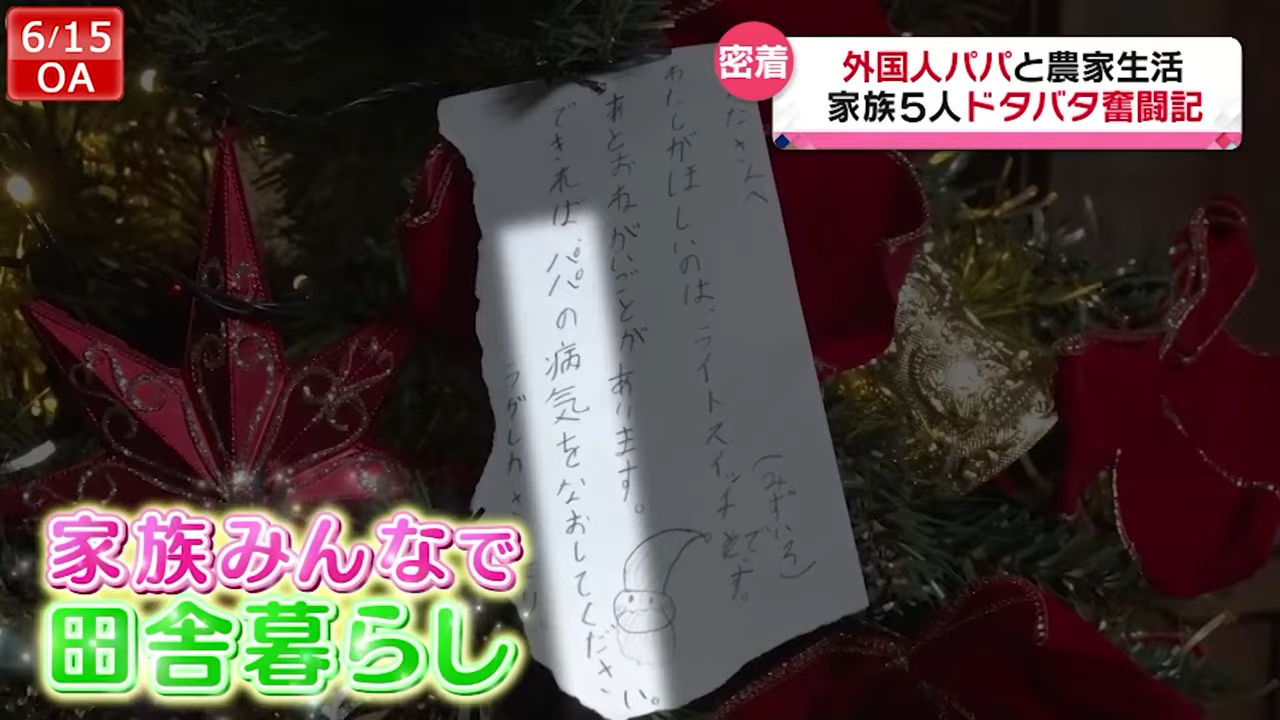 6/15
OA
密着
外国人パパと農家生活
家族5人ドタバタ奮闘記
さんへ
わたしがほしいのは、ライトスイッチです。
(みずいろ)
あとおねがいごとがあります。
できれば、パパの病気をなおしてください。
家族みんなで
田舎暮らし